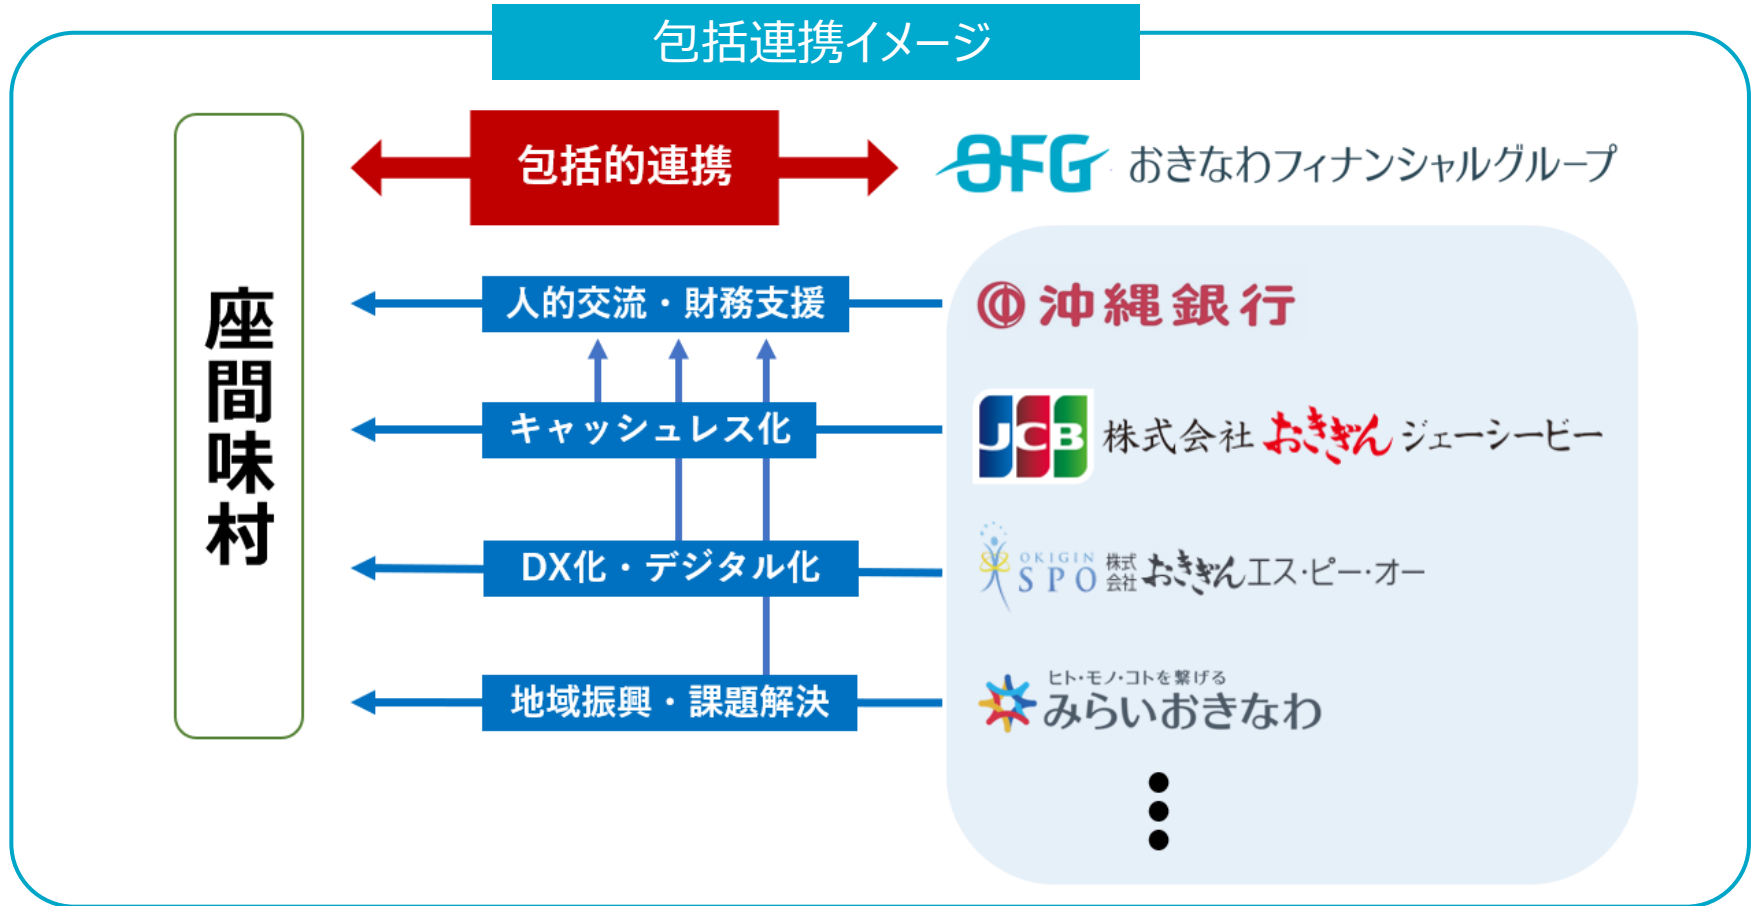 包括連携イメージ
座間味村
包括的連携
OFG おきなわフィナンシャルグループ
人的交流・財務支援
沖縄銀行
キャッシュレス化
JCB 株式会社おきぎんジェーシービー
DX化・デジタル化
OKIGIN
SPO 株式会社おきぎんエス・ピー・オー
地域振興・課題解決
ヒト・モノ・コトを繋げる
みらいおきなわ